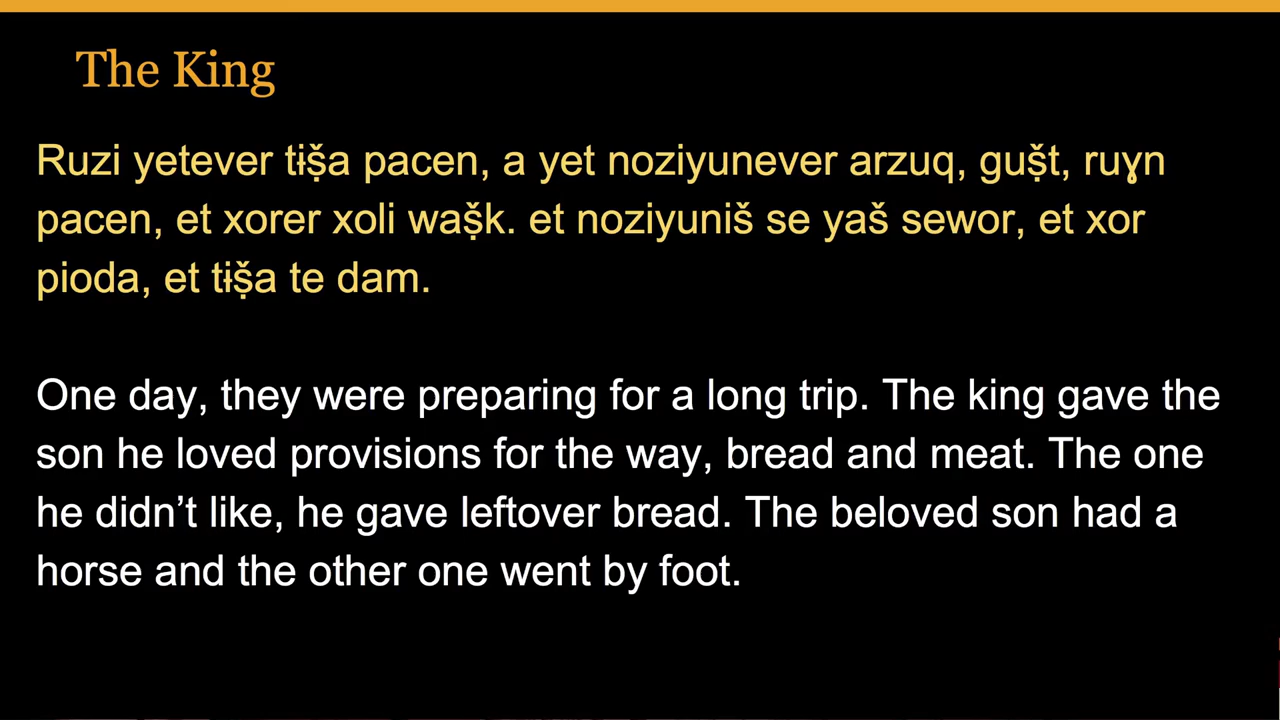 The King
Ruzi yetever tɨṣ̌a pacen, a yet noziyunever arzuq, guṣ̌t, ruɣn
pacen, et xorer xoli waṣ̌k. et noziyuniš se yaš sewor, et xor
pioda, et tɨṣ̌a te dam.
One day, they were preparing for a long trip. The king gave the
son he loved provisions for the way, bread and meat. The one
he didn’t like, he gave leftover bread. The beloved son had a
horse and the other one went by foot.